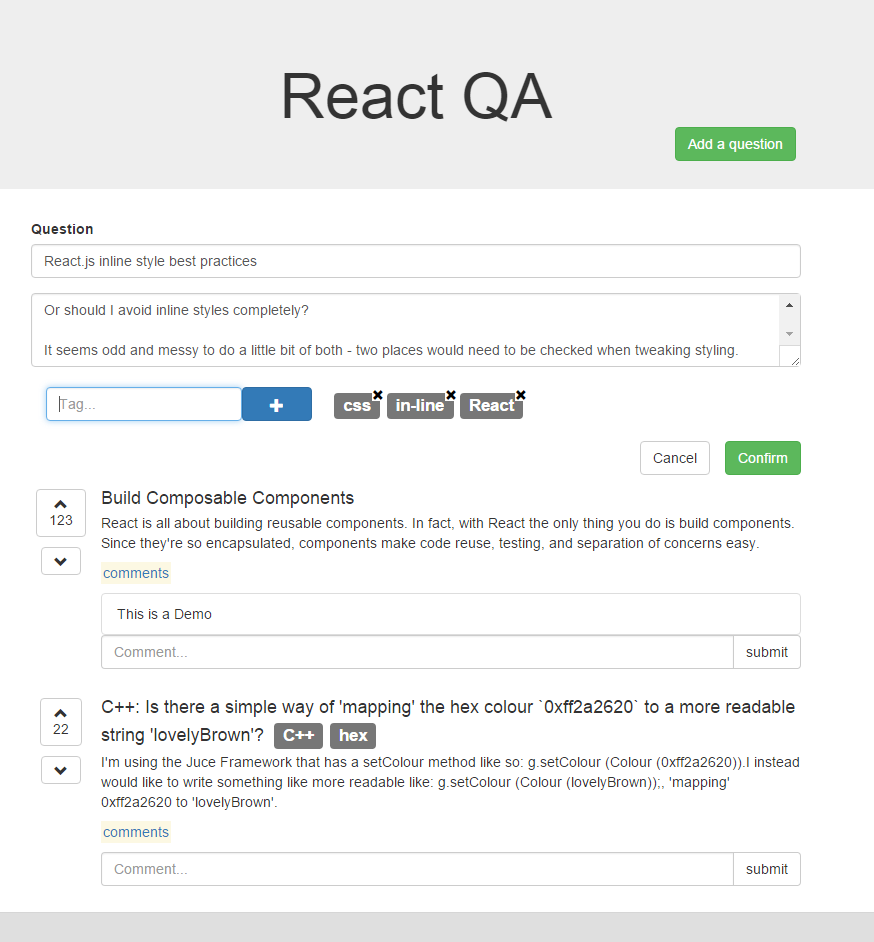 React QA
Add a question
Question
React.js inline style best practices
Or should I avoid inline styles completely?
It seems odd and messy to do a little bit of both - two places would need to be checked when tweaking styling.
Tag...
css in-line React
Cancel Confirm
Build Composable Components
123
React is all about building reusable components. In fact, with React the only thing you do is build components.
Since they're so encapsulated, components make code reuse, testing, and separation of concerns easy.
comments
This is a Demo
Comment... submit
C++: Is there a simple way of 'mapping' the hex colour `0xff2a2620` to a more readable
22
string 'lovelyBrown'? C++ hex
I'm using the Juce Framework that has a setColour method like so: g.setColour (Colour (0xff2a2620)).I instead
would like to write something like more readable like: g.setColour (Colour (lovelyBrown));, 'mapping'
0xff2a2620 to 'lovelyBrown'.
comments
Comment... submit